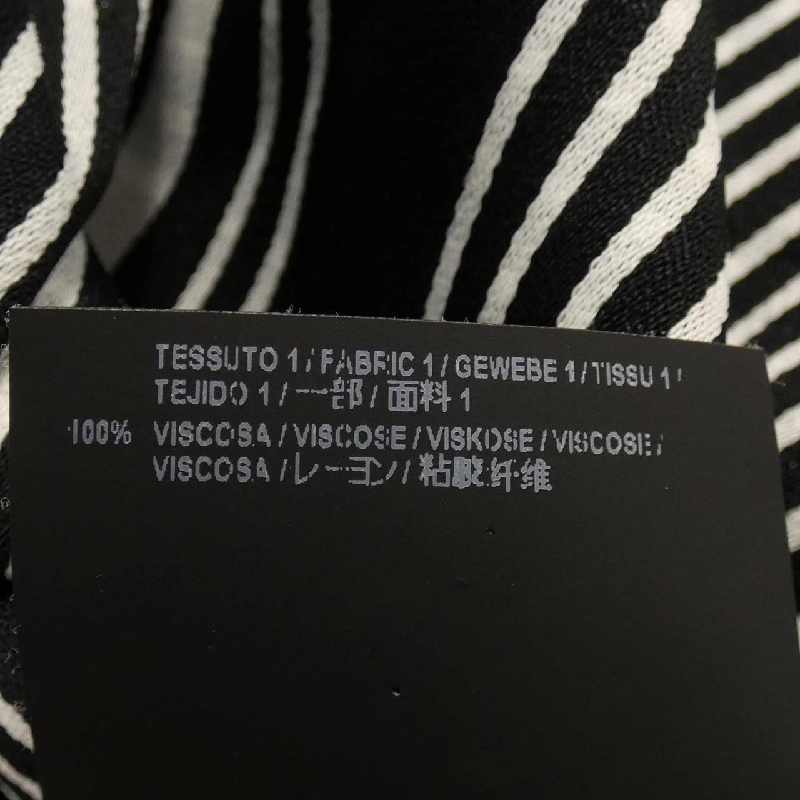 TESSUTO 1 / FABRIC 1 / GEWEBE 1 / TISSU 1 /
TEJIDO 1 / 一部 / 面料 1
100% VISCOSA / VISCOSE / VISKOSE / VISCOSE /
VISCOSA / レーヨン / 粘胶纤维